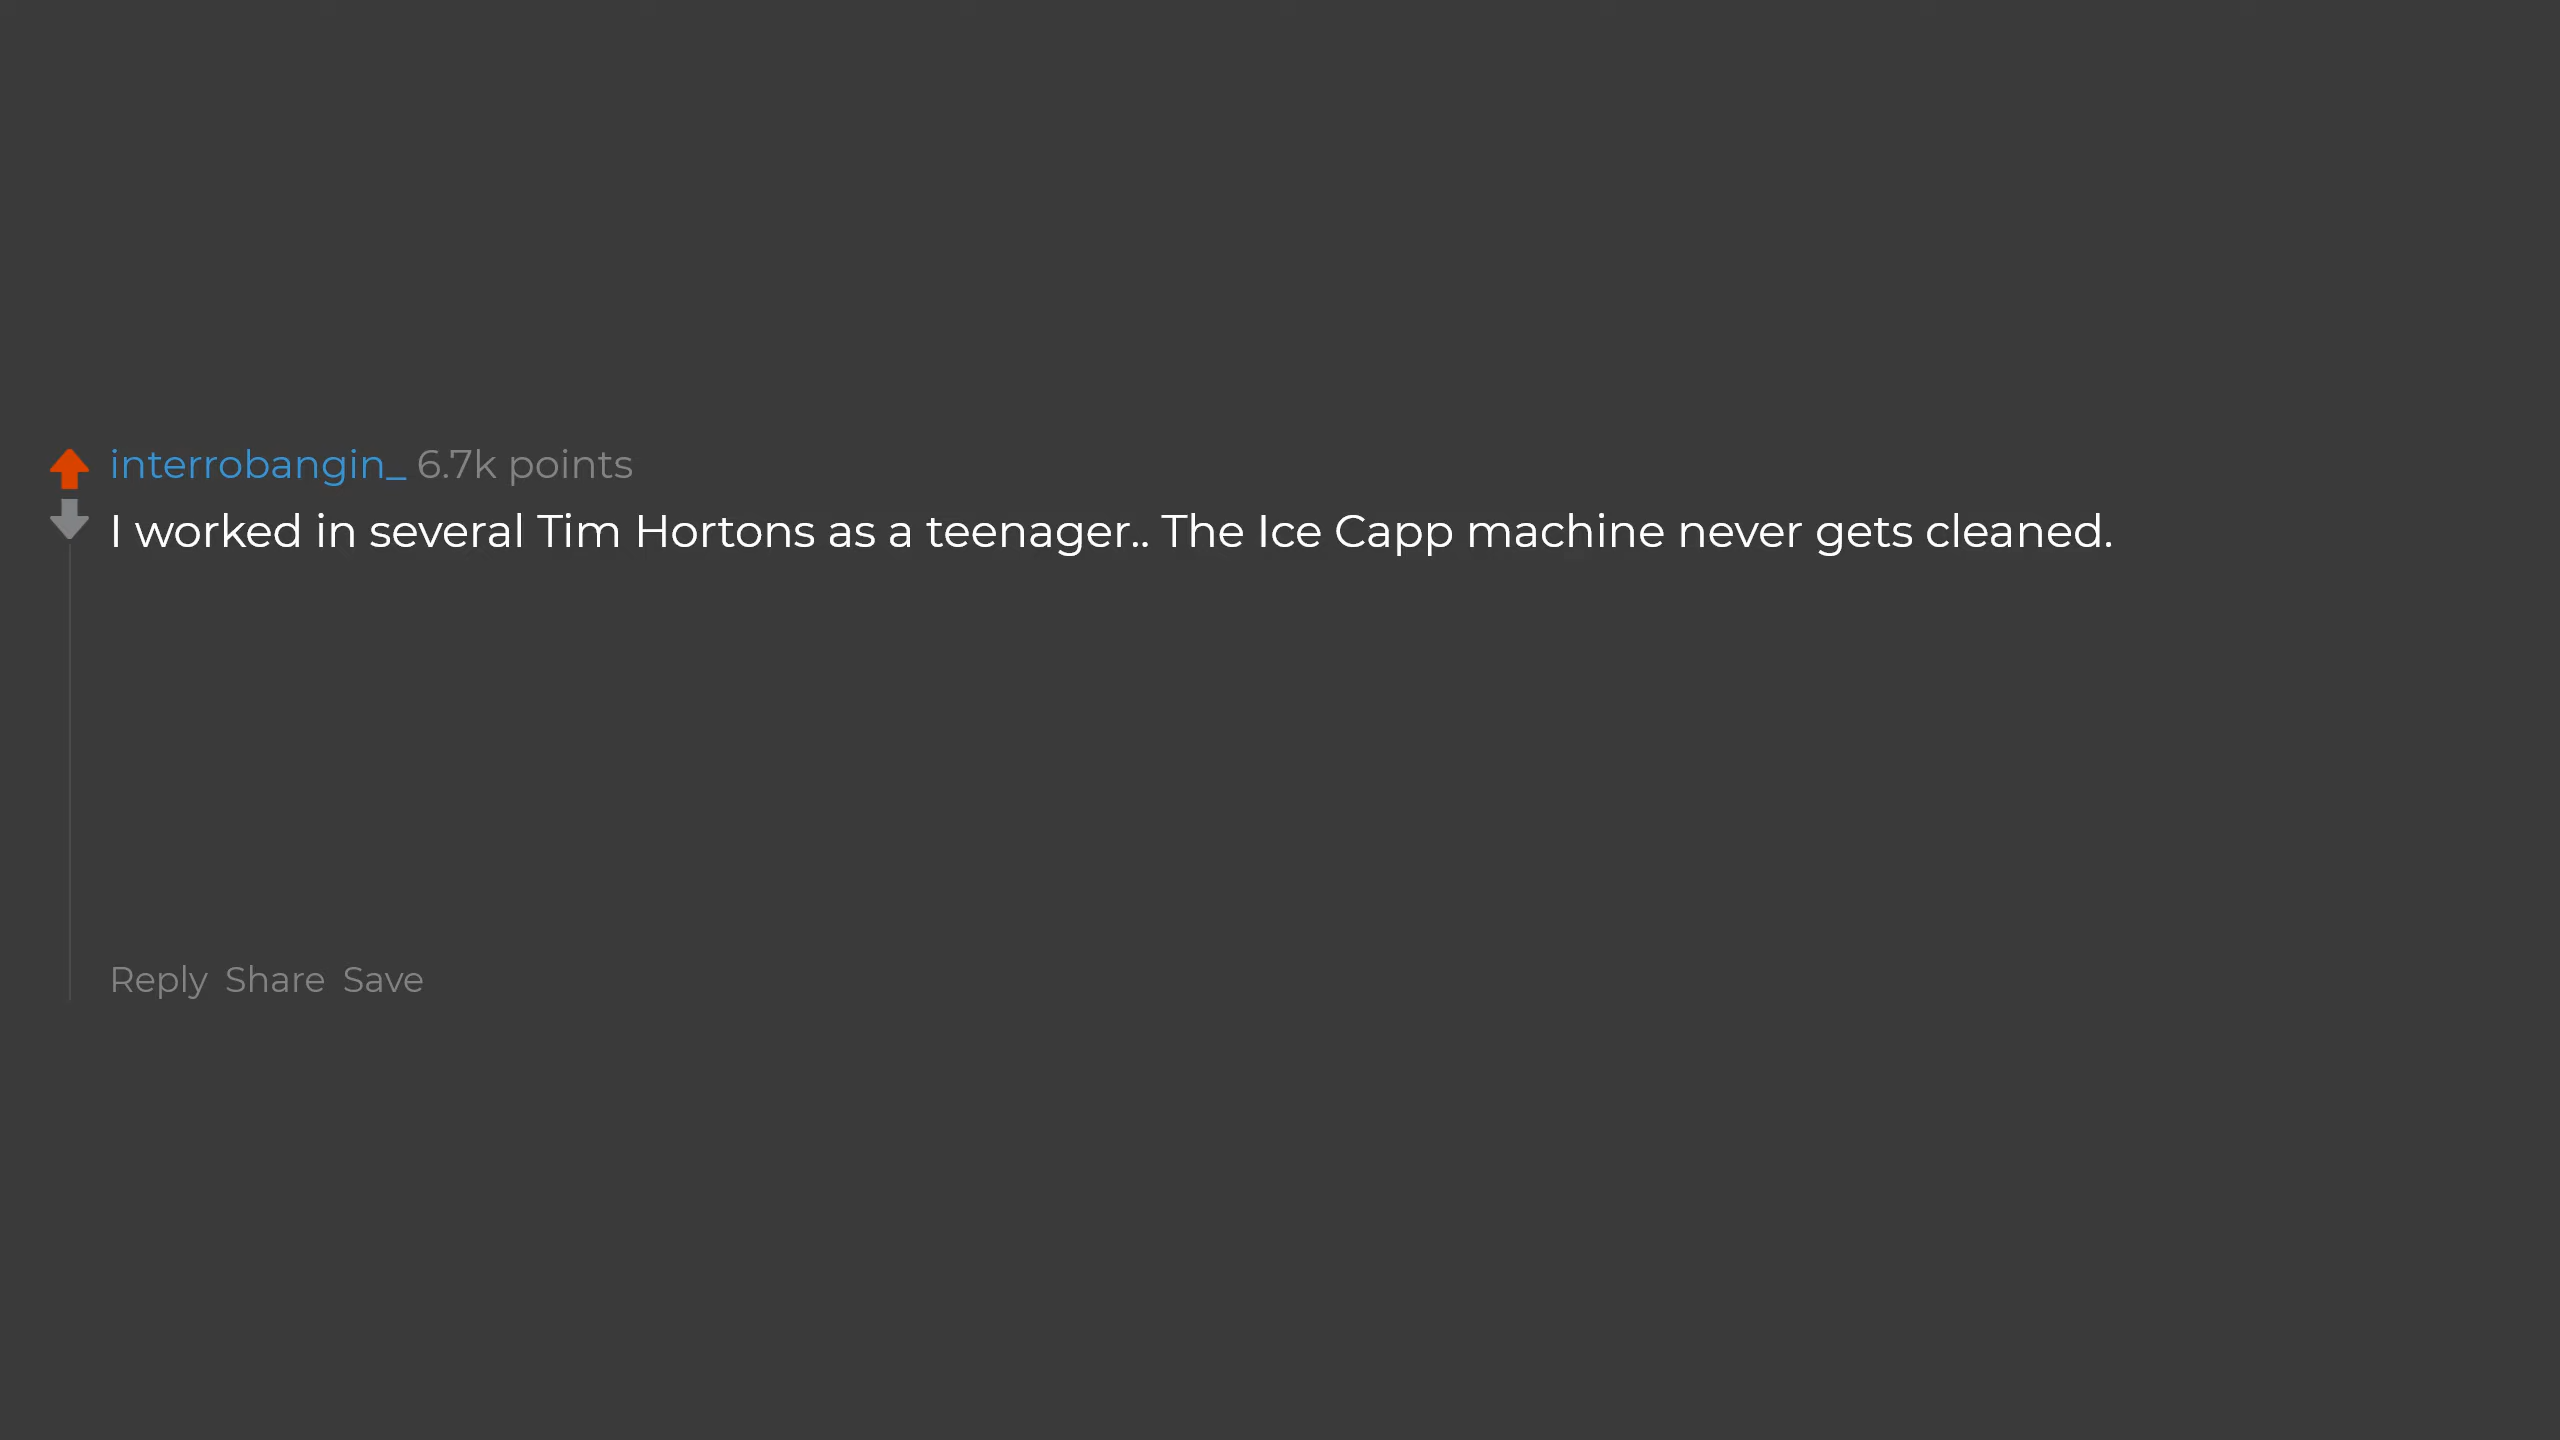 interrobangin_ 6.7k points
I worked in several Tim Hortons as a teenager.. The Ice Capp machine never gets cleaned.
Reply Share Save